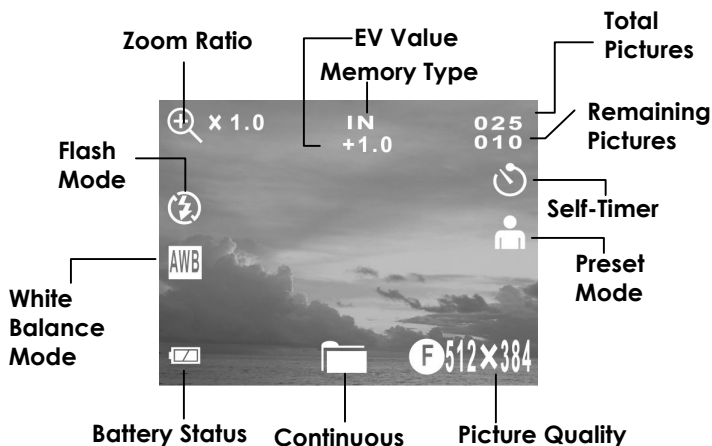 Zoom Ratio
EV Value
Memory Type
Total
Pictures
Remaining
Pictures
x 1.0
IN
+1.0
025
010
Flash
Mode
Self-Timer
AWB
Preset
Mode
White
Balance
Mode
F 512×384
Battery Status
Continuous
Picture Quality